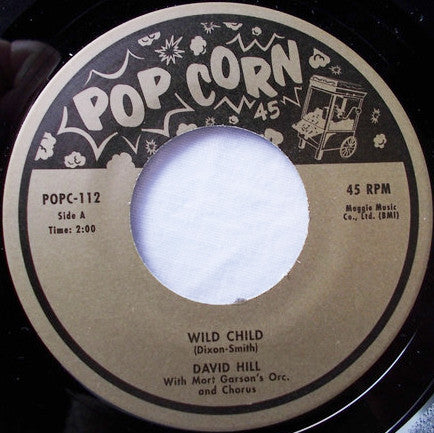 POP CORN
45
POPC-112
Side A
Time: 2:00
45 RPM
Maggie Music
Co., Ltd. (BMI)
WILD CHILD
(Dixon-Smith)
DAVID HILL
With Mort Garson's Orc.
and Chorus